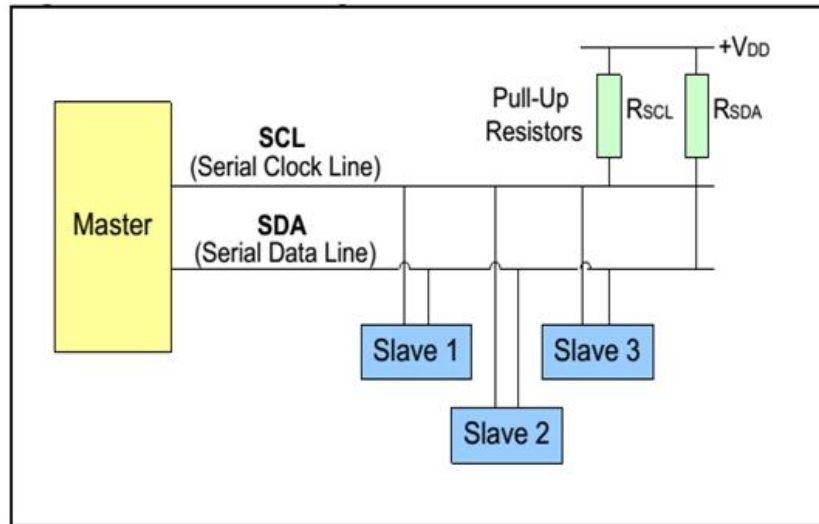 +VDD
Pull-Up
Resistors
RSCL
RSDA
SCL
(Serial Clock Line)
Master
SDA
(Serial Data Line)
Slave 1
Slave 3
Slave 2